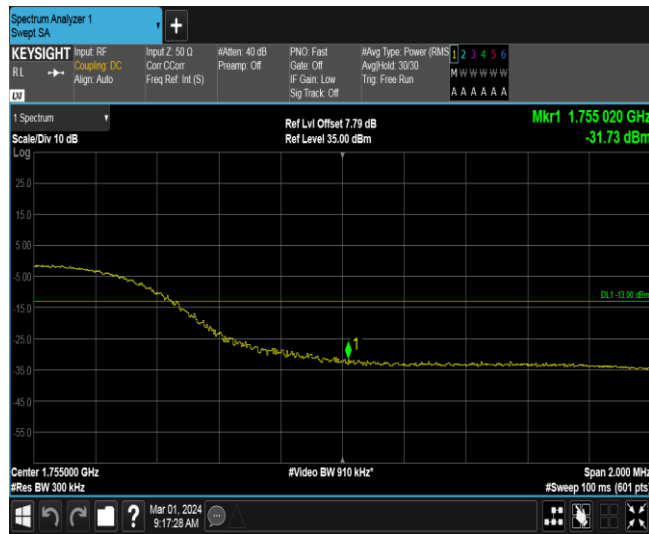 Spectrum Analyzer 1
Swept SA
+
KEYSIGHT
RL
LXI
Input: RF
Coupling: DC
Align: Auto
Input Z: 50 Ω
Corr CCorr
Freq Ref: Int (S)
#Atten: 40 dB
Preamp: Off
PNO: Fast
Gate: Off
IF Gain: Low
Sig Track: Off
#Avg Type: Power (RMS
Avg|Hold: 30/30
Trig: Free Run
1 2 3 4 5 6
M W W W W W
A A A A A A
1 Spectrum
Scale/Div 10 dB
Log
Ref Lvl Offset 7.79 dB
Ref Level 35.00 dBm
Mkr1 1.755 020 GHz
-31.73 dBm
25.0
15.0
5.00
-5.00
-15.0
-25.0
-35.0
-45.0
-55.0
DL1 -13.00 dBm
1
Center 1.755000 GHz
#Res BW 300 kHz
#Video BW 910 kHz*
Span 2.000 MHz
#Sweep 100 ms (601 pts
?
Mar 01, 2024
9:17:28 AM